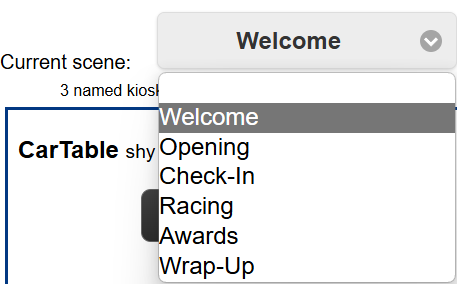 Welcome
Current scene:
3 named kiosk
CarTable shy
Welcome
Opening
Check-In
Racing
Awards
Wrap-Up